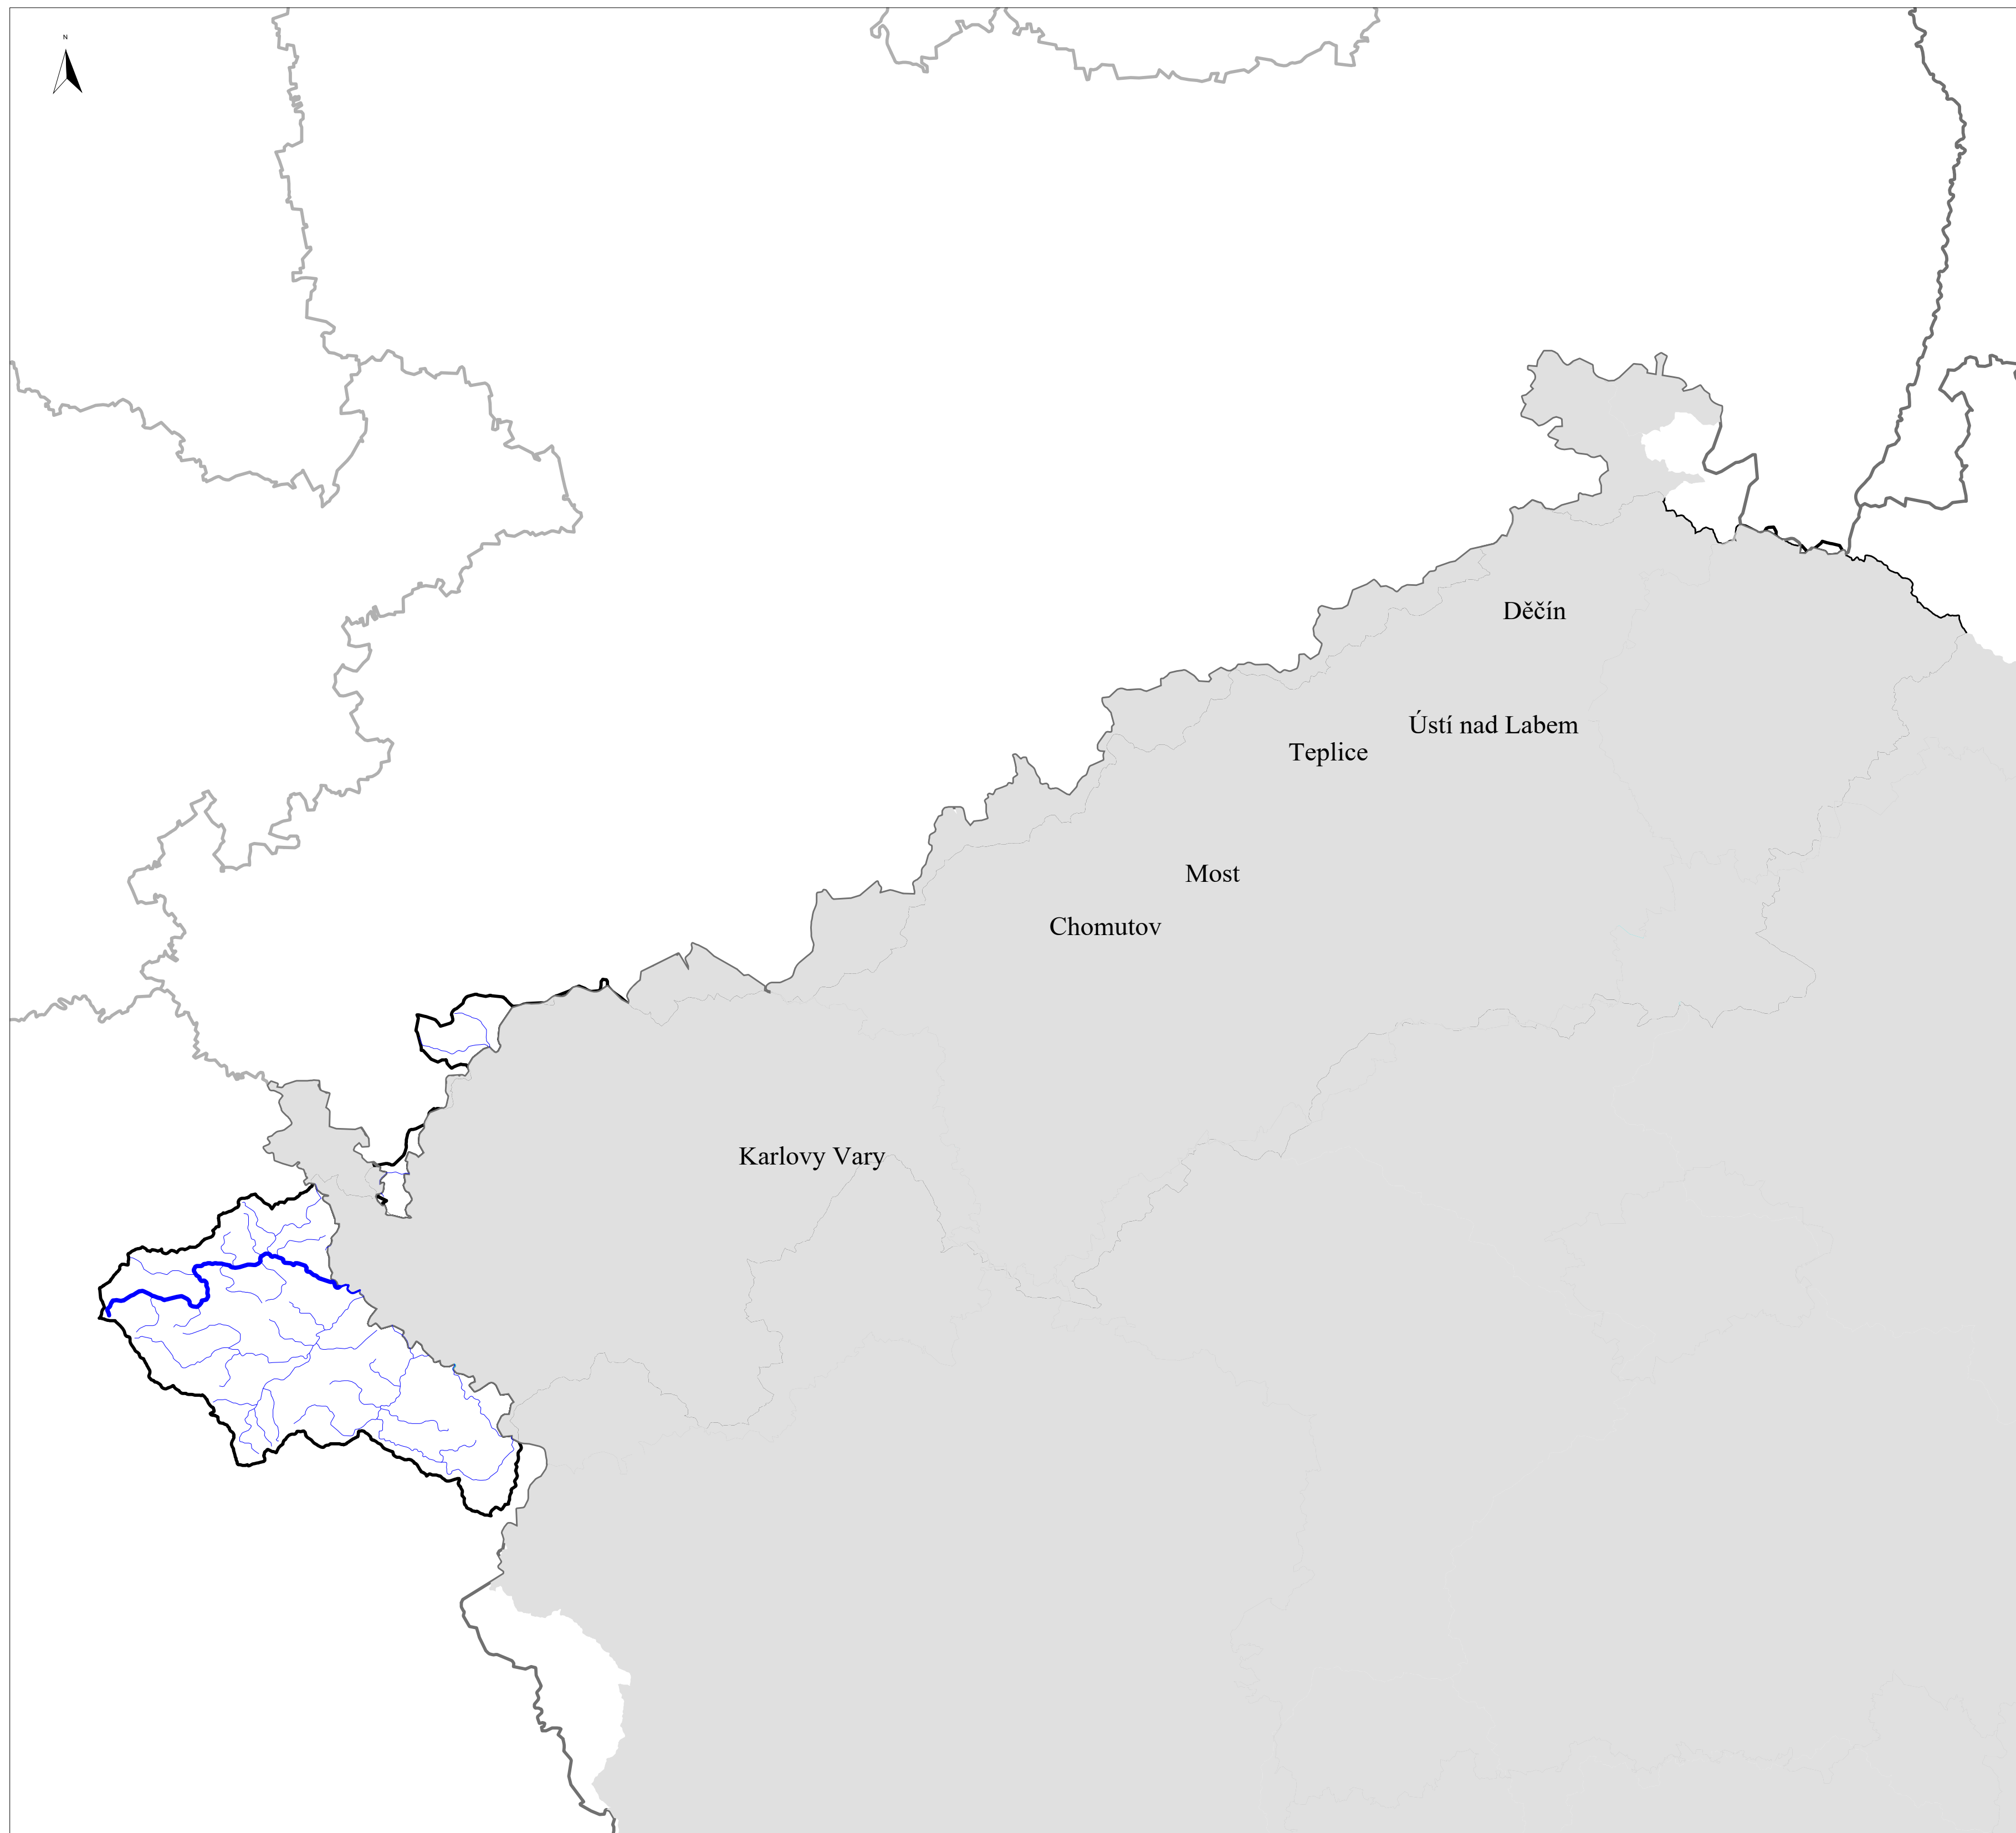 N
Děčín
Ústí nad Labem
Teplice
Most
Chomutov
Karlovy Vary